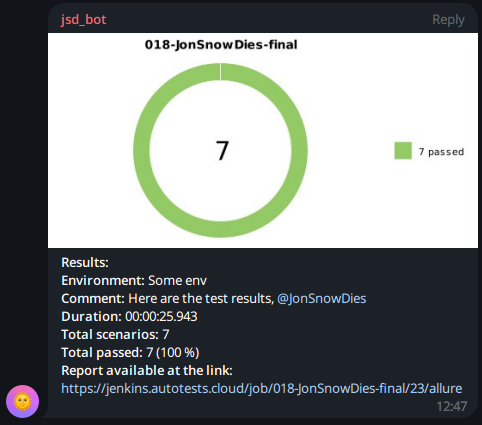 jsd_bot Reply
018-JonSnowDies-final
7
7 passed
Results:
Environment: Some env
Comment: Here are the test results, @JonSnowDies
Duration: 00:00:25.943
Total scenarios: 7
Total passed: 7 (100 %)
Report available at the link:
https://jenkins.autotests.cloud/job/018-JonSnowDies-final/23/allure
12:47